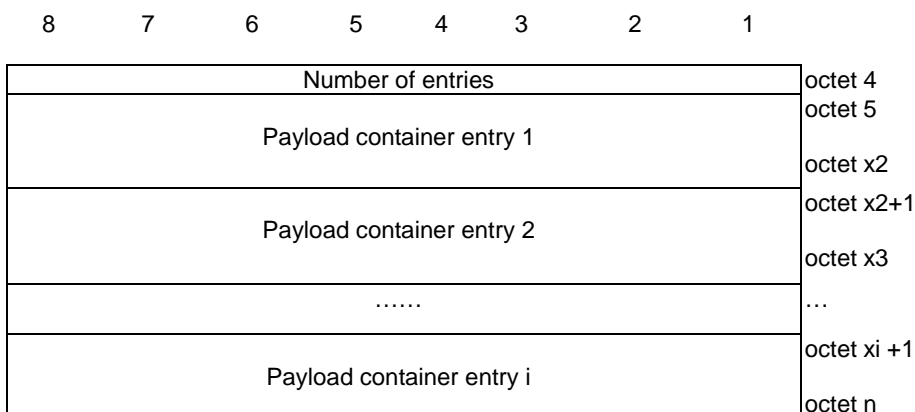 8 7 6 5 4 3 2 1
Number of entries octet 4
octet 5
Payload container entry 1
octet x2
octet x2+1
Payload container entry 2
octet x3
…… …
octet xi +1
Payload container entry i
octet n